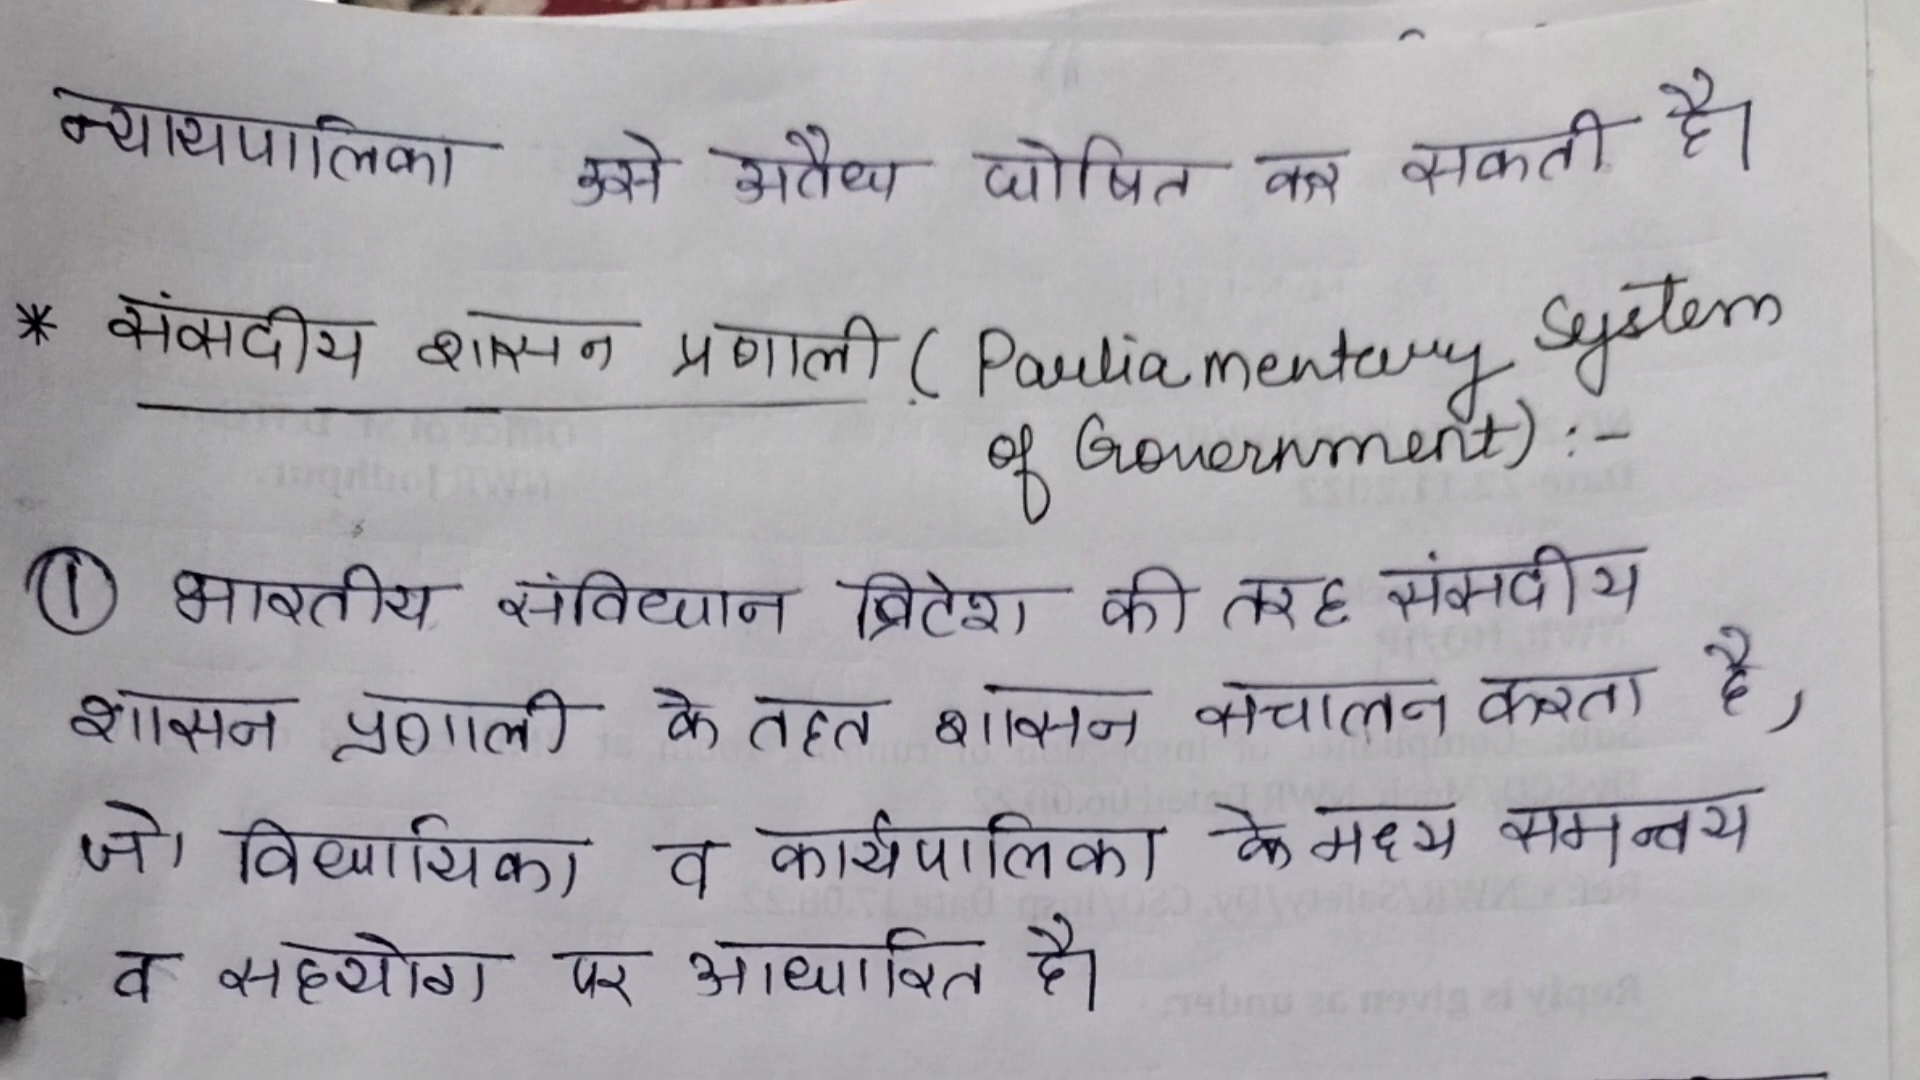 न्यायपालिका उसे अवैध घोषित कर सकती है।
* संसदीय शासन प्रणाली ( Parliamentary System
of Government) :-
① भारतीय संविधान ब्रिटेश की तरह संसदीय
शासन प्रणाली के तहत शासन संचालन करता है,
जो विधायिका व कार्यपालिका के मध्य समन्वय
व सहयोग पर आधारित है।